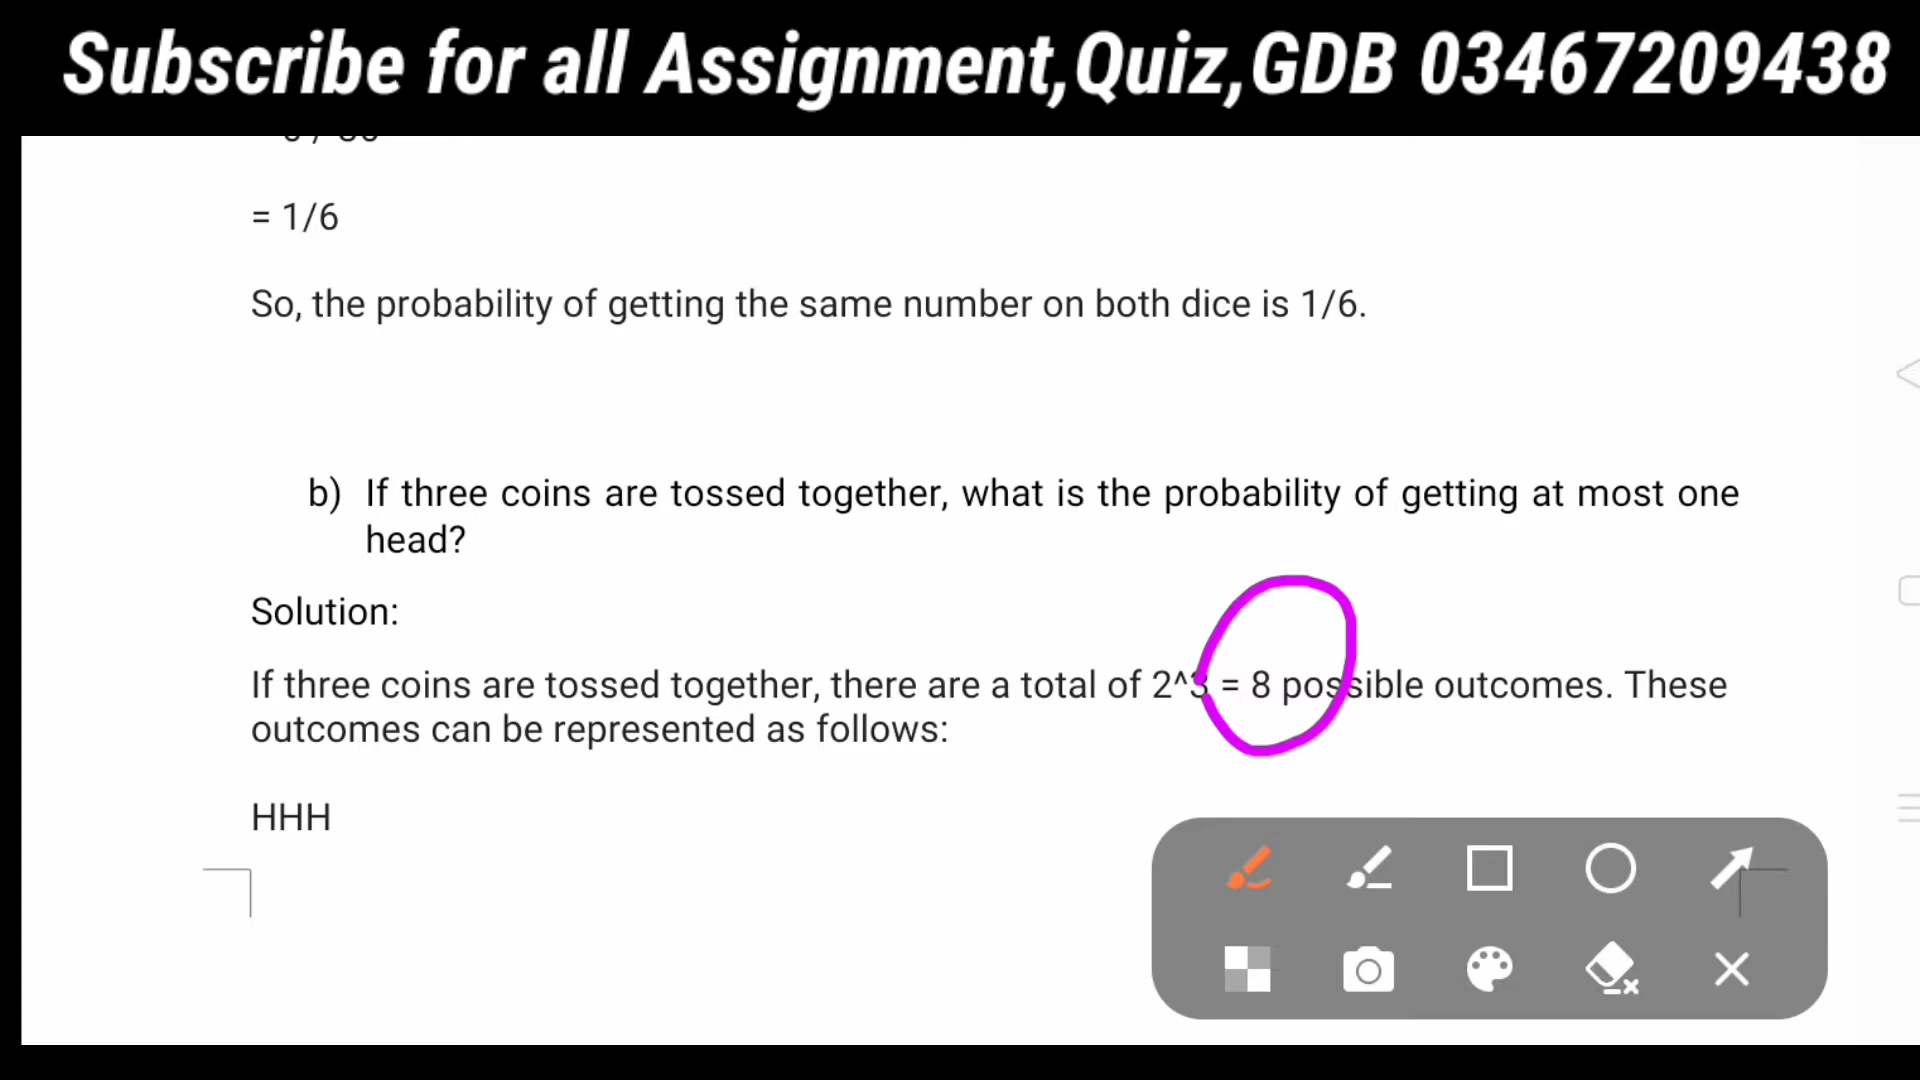 Subscribe for all Assignment,Quiz,GDB 03467209438
= 1/6
So, the probability of getting the same number on both dice is 1/6.
b) If three coins are tossed together, what is the probability of getting at most one
head?
Solution:
If three coins are tossed together, there are a total of 2^3 = 8 possible outcomes. These
outcomes can be represented as follows:
HHH